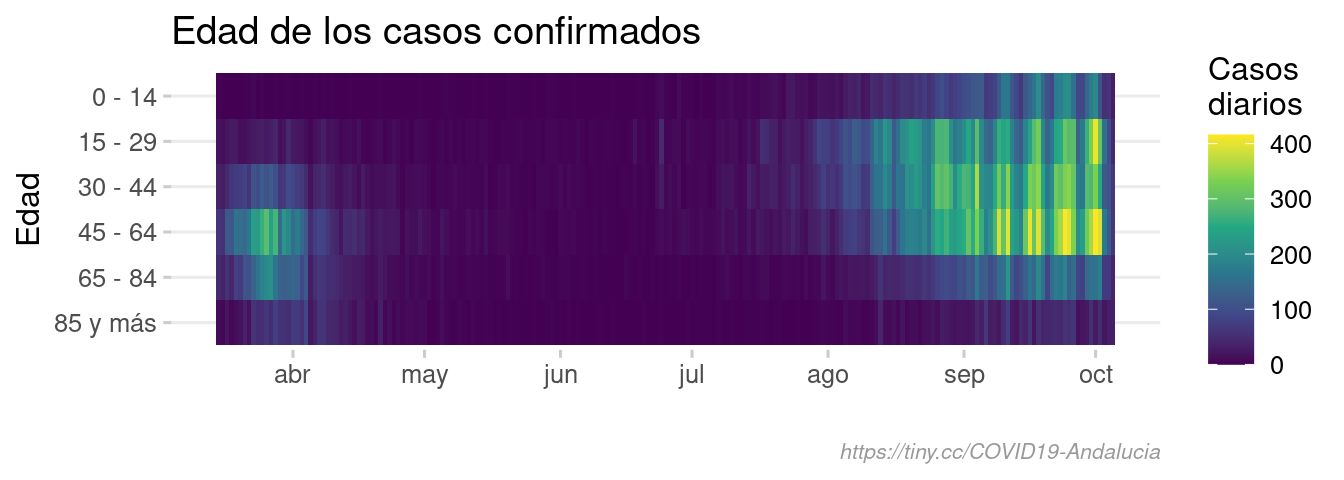 Edad de los casos confirmados
Edad
0 - 14
15 - 29
30 - 44
45 - 64
65 - 84
85 y más
abr may jun jul ago sep oct
Casos
diarios
400
300
200
100
0
https://tiny.cc/COVID19-Andalucia